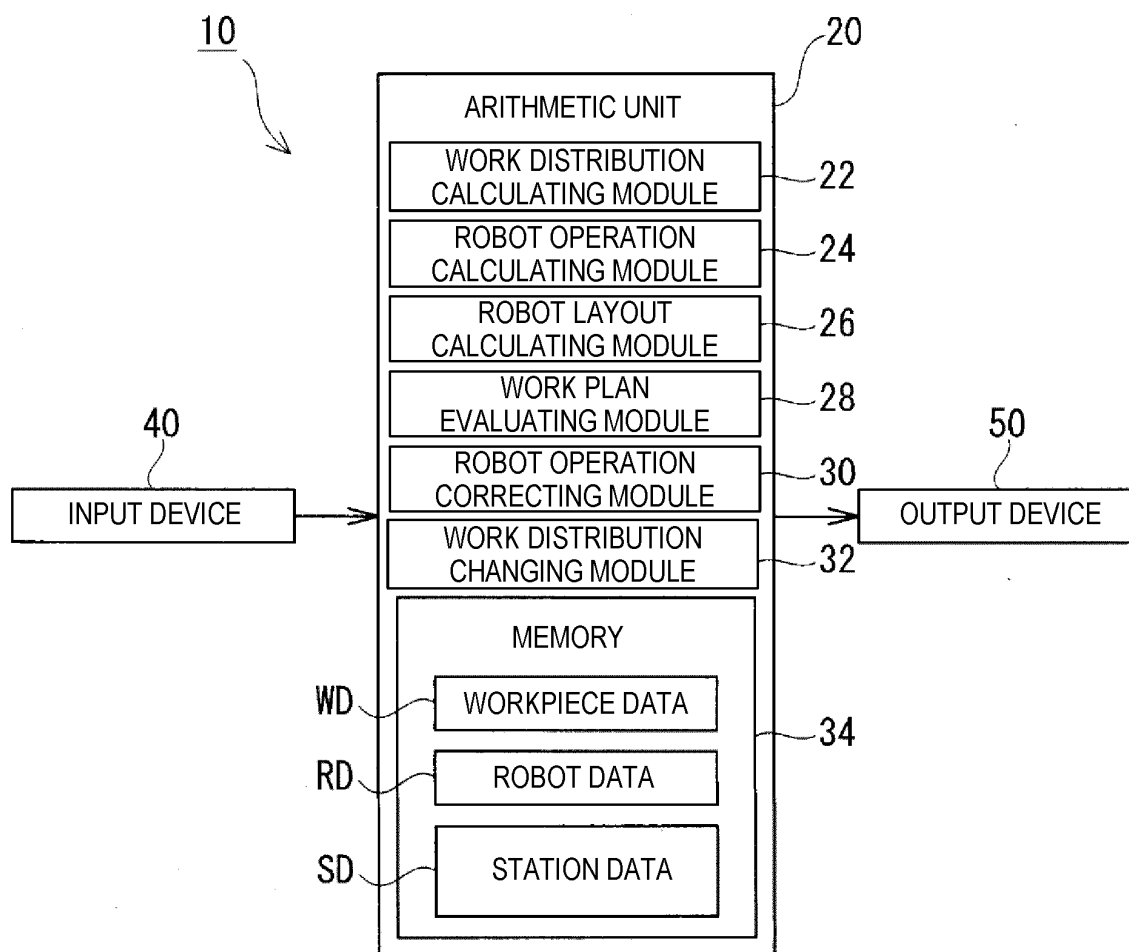 10
20
ARITHMETIC UNIT
WORK DISTRIBUTION
CALCULATING MODULE
22
ROBOT OPERATION
CALCULATING MODULE
24
ROBOT LAYOUT
CALCULATING MODULE
26
WORK PLAN
EVALUATING MODULE
28
40
50
ROBOT OPERATION
CORRECTING MODULE
30
INPUT DEVICE
OUTPUT DEVICE
WORK DISTRIBUTION
CHANGING MODULE
32
MEMORY
WD
WORKPIECE DATA
34
RD
ROBOT DATA
SD
STATION DATA